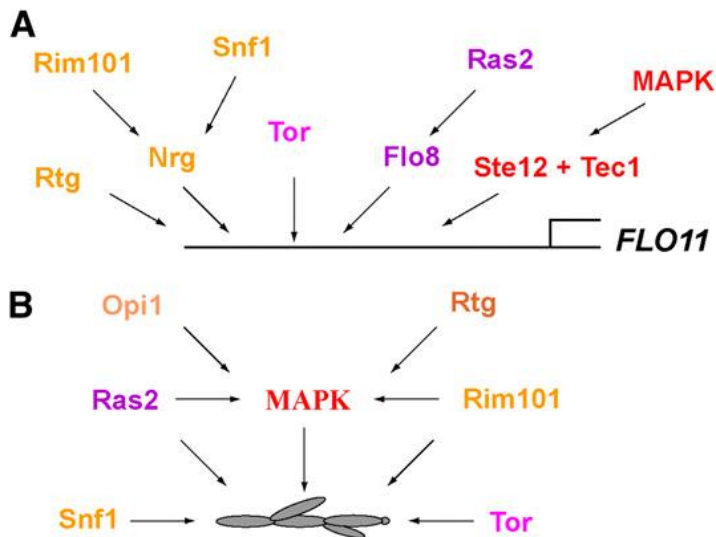 A
Rim101
Snf1
Ras2
MAPK
Tor
Rtg
Nrg
Flo8
Ste12 + Tec1
FLO11
B
Opi1
Rtg
Ras2
MAPK
Rim101
Snf1
Tor